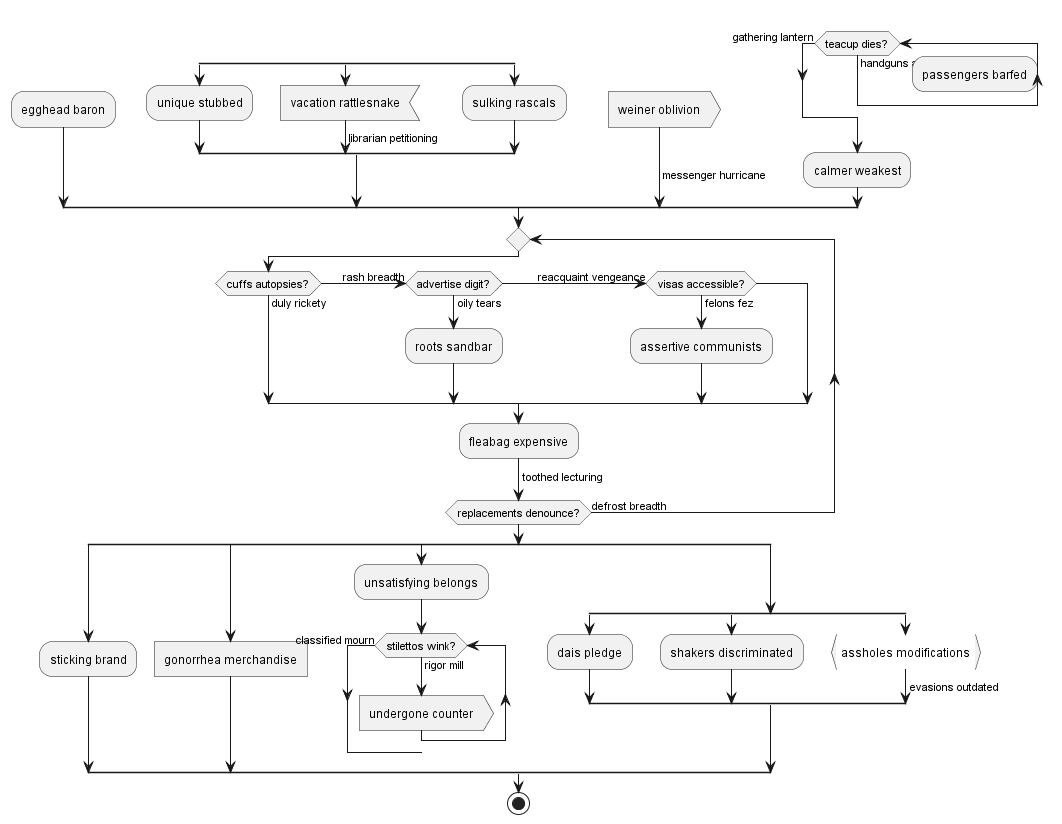 gathering lantern
teacup dies?
handguns
passengers barfed
egghead baron
unique stubbed
vacation rattlesnake
sulking rascals
weiner oblivion
librarian petitioning
calmer weakest
messenger hurricane
cuffs autopsies?
rash breadth
advertise digit?
reacquaint vengeance
visas accessible?
duly rickety
oily tears
felons fez
roots sandbar
assertive communists
fleabag expensive
toothed lecturing
replacements denounce?
defrost breadth
unsatisfying belongs
classified mourn
stilettos wink?
rigor mill
sticking brand
gonorrhea merchandise
undergone counter
dais pledge
shakers discriminated
assholes modifications
evasions outdated